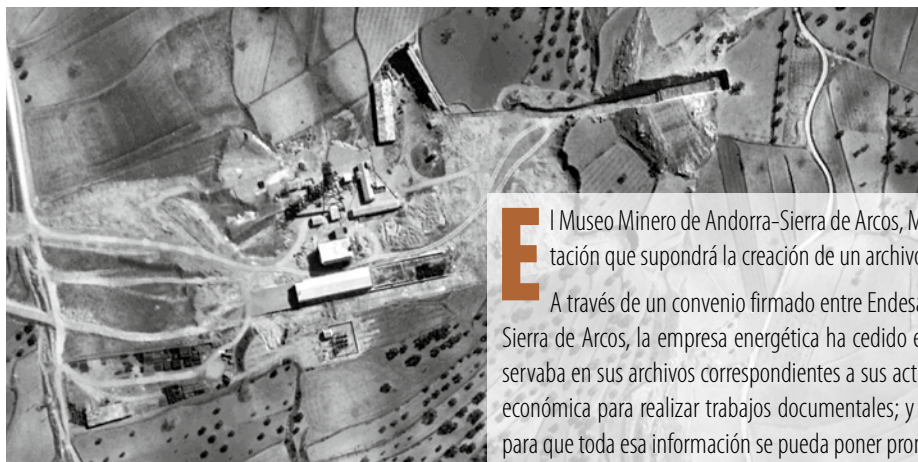 El Museo Minero de Andorra-Sierra de Arcos, M
tación que supondrá la creación de un archivo
A través de un convenio firmado entre Endesa
Sierra de Arcos, la empresa energética ha cedido e
servaba en sus archivos correspondientes a sus act
económica para realizar trabajos documentales; y
para que toda esa información se pueda poner pron